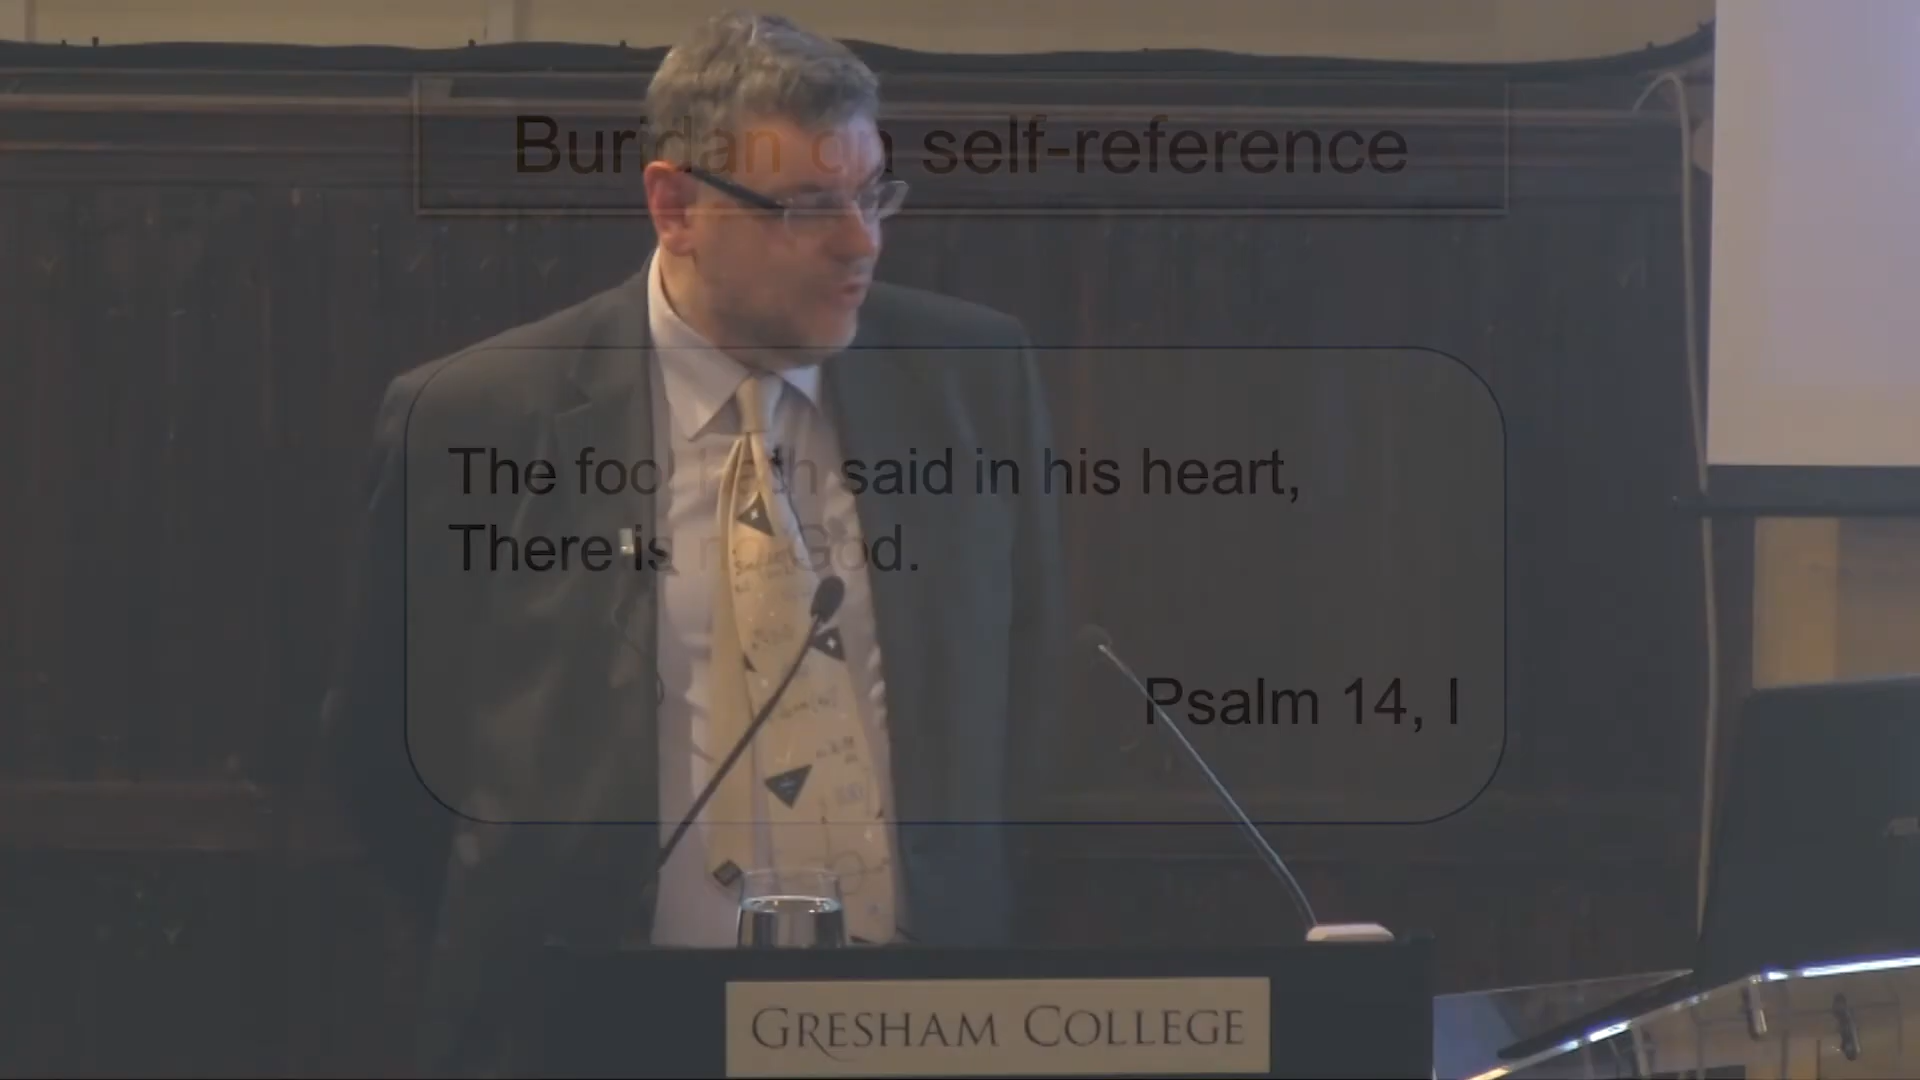 Buridan on self-reference
The fool hath said in his heart,
There is no God.
Psalm 14, I
GRESHAM COLLEGE